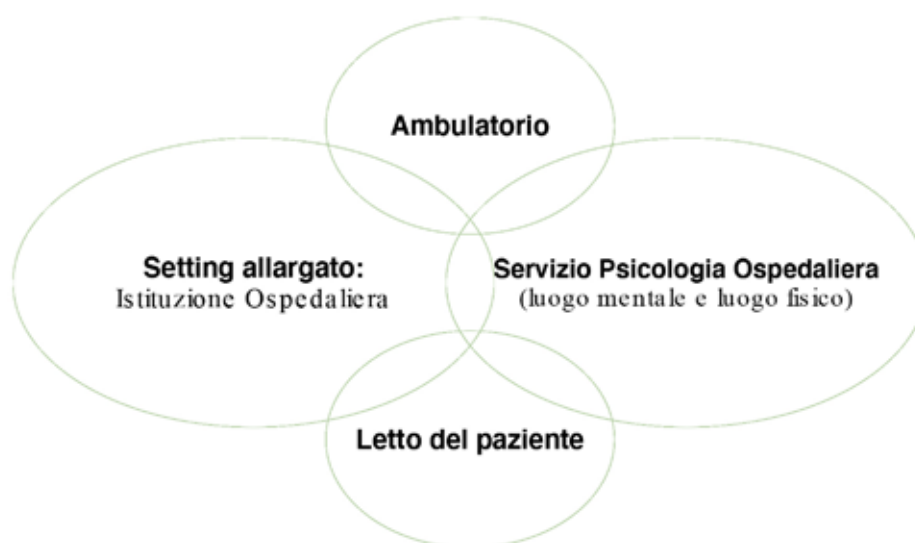 Ambulatorio
Setting allargato:
Istituzione Ospedaliera
Servizio Psicologia Ospedaliera
(luogo mentale e luogo fisico)
Letto del paziente